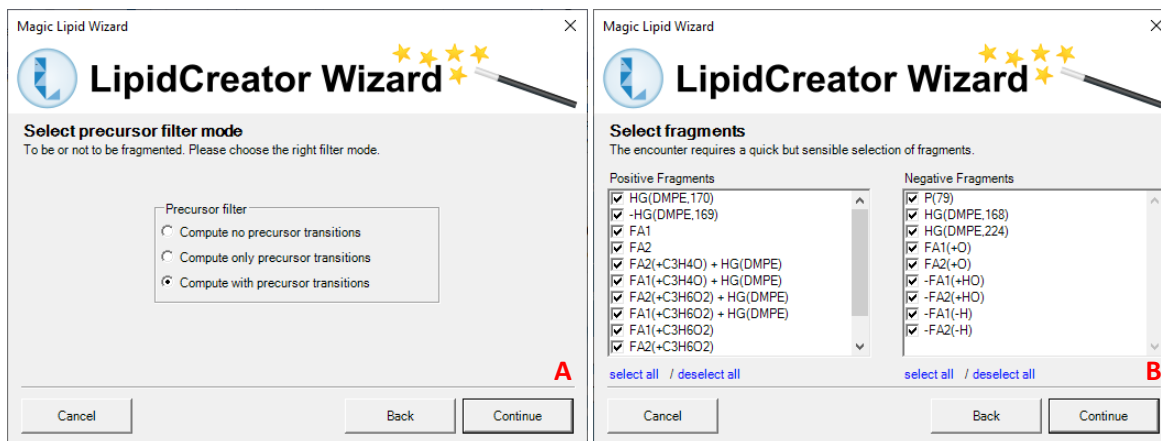 Magic Lipid Wizard
LipidCreator Wizard
Select precursor filter mode
To be or not to be fragmented. Please choose the right filter mode.
Precursor filter
Compute no precursor transitions
Compute only precursor transitions
Compute with precursor transitions
A
Cancel
Back
Continue
Magic Lipid Wizard
LipidCreator Wizard
Select fragments
The encounter requires a quick but sensible selection of fragments.
Positive Fragments
HG(DMPE,170)
-HG(DMPE,169)
FA1
FA2
FA2(+C3H4O) + HG(DMPE)
FA1(+C3H4O) + HG(DMPE)
FA2(+C3H6O2) + HG(DMPE)
FA1(+C3H6O2) + HG(DMPE)
FA1(+C3H6O2)
FA2(+C3H6O2)
select all / deselect all
Negative Fragments
P(79)
HG(DMPE,168)
HG(DMPE,224)
FA1(+O)
FA2(+O)
-FA1(+HO)
-FA2(+HO)
-FA1(-H)
-FA2(-H)
select all / deselect all
B
Cancel
Back
Continue